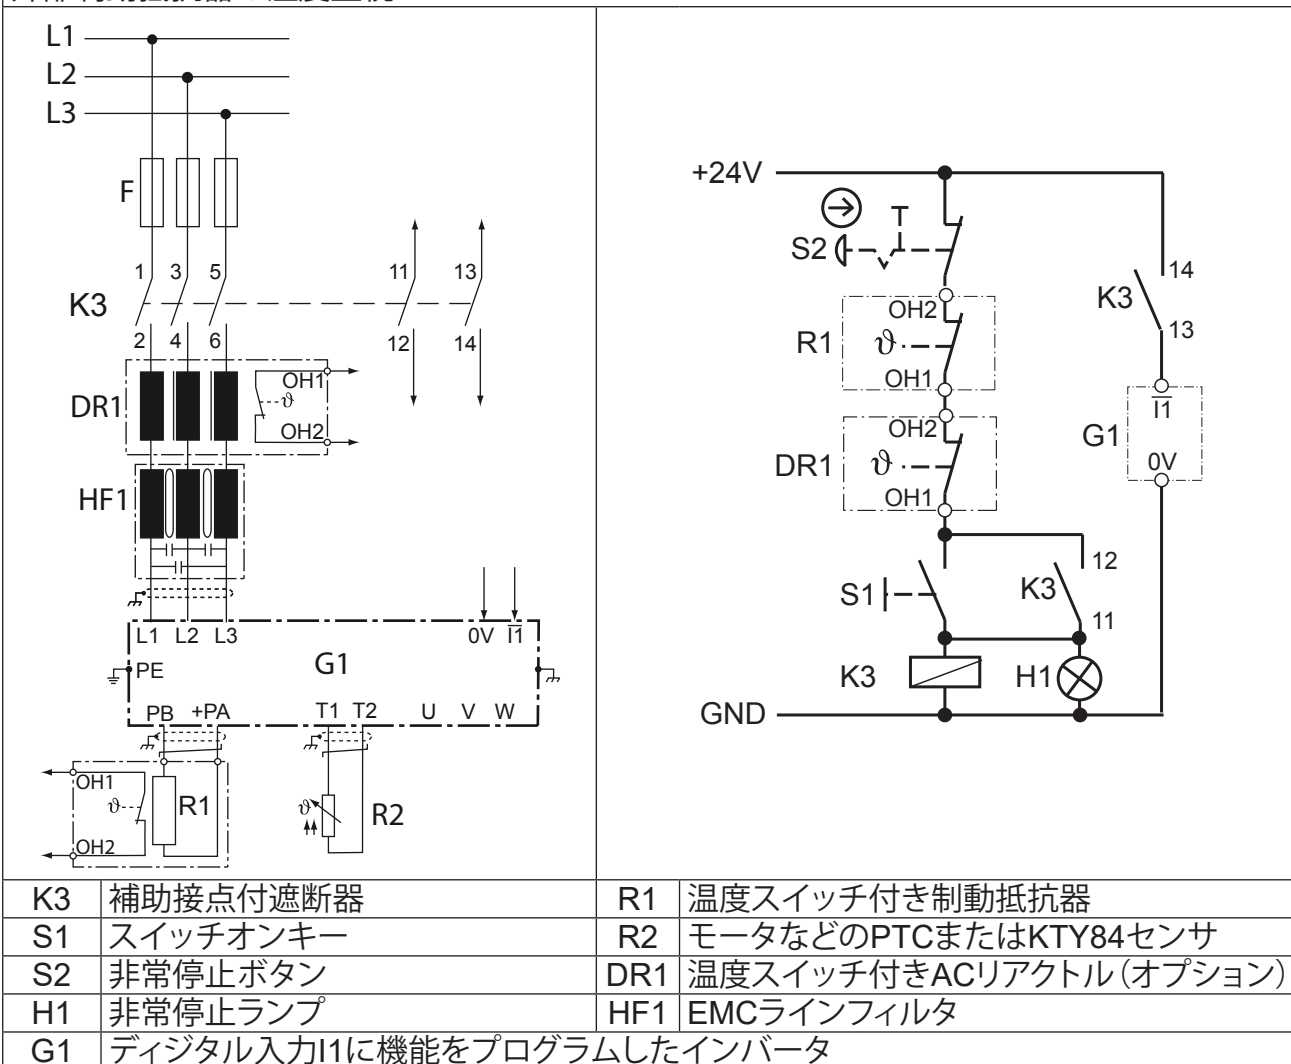 L1
L2
L3
F
1 3 5 11 13
K3
2 4 6 12 14
DR1
OH1
ϑ
OH2
HF1
L1 L2 L3 0V I1
PE
G1
PB +PA T1 T2 U V W
OH1
ϑ
R1
OH2
ϑ
R2
+24V
S2
OH2
R1
ϑ
OH1
OH2
DR1
ϑ
OH1
S1
K3
12
11
K3
H1
GND
14
K3
13
I1
G1
0V
K3 補助接点付遮断器 R1 温度スイッチ付き制動抵抗器
S1 スイッチオンキー R2 モータなどのPTCまたはKTY84センサ
S2 非常停止ボタン DR1 温度スイッチ付きACリアクトル（オプション）
H1 非常停止ランプ HF1 EMCラインフィルタ
G1 ディジタル入力I1に機能をプログラムしたインバータ